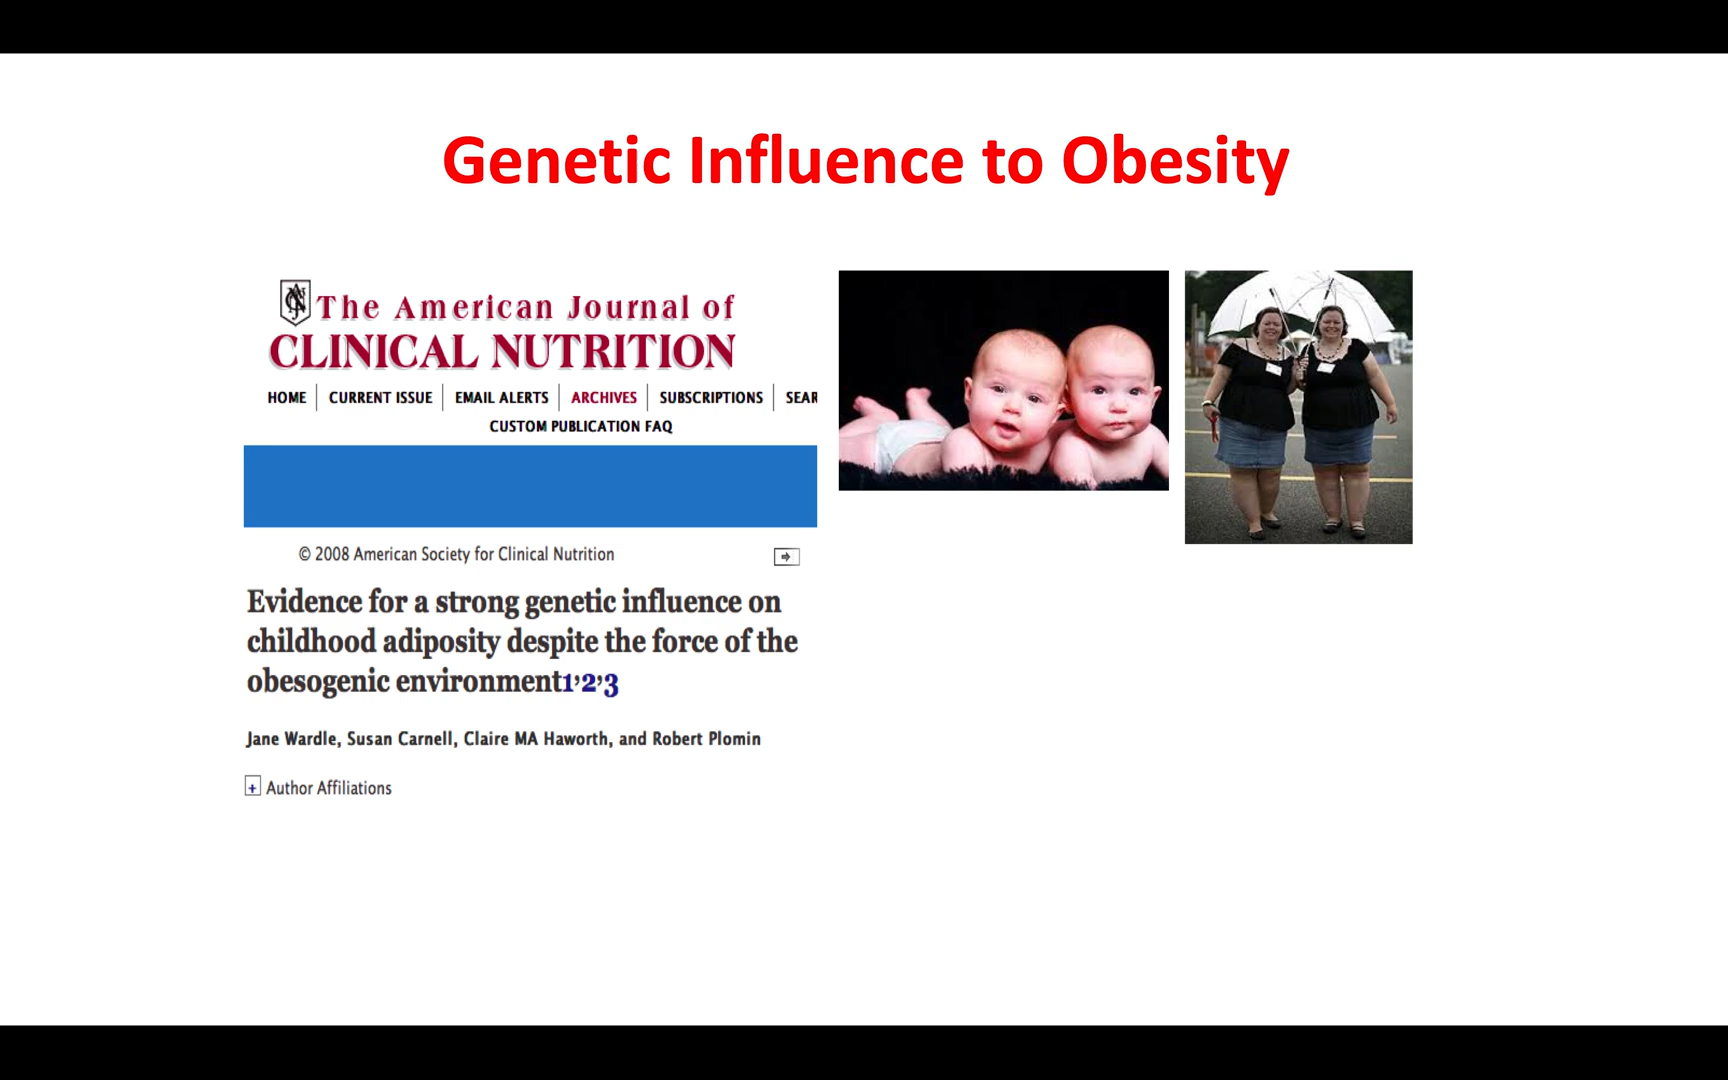 Genetic Influence to Obesity
The American Journal of
CLINICAL NUTRITION
HOME | CURRENT ISSUE | EMAIL ALERTS | ARCHIVES | SUBSCRIPTIONS | SEAR
CUSTOM PUBLICATION FAQ
© 2008 American Society for Clinical Nutrition
Evidence for a strong genetic influence on
childhood adiposity despite the force of the
obesogenic environment1,2,3
Jane Wardle, Susan Carnell, Claire MA Haworth, and Robert Plomin
+ Author Affiliations